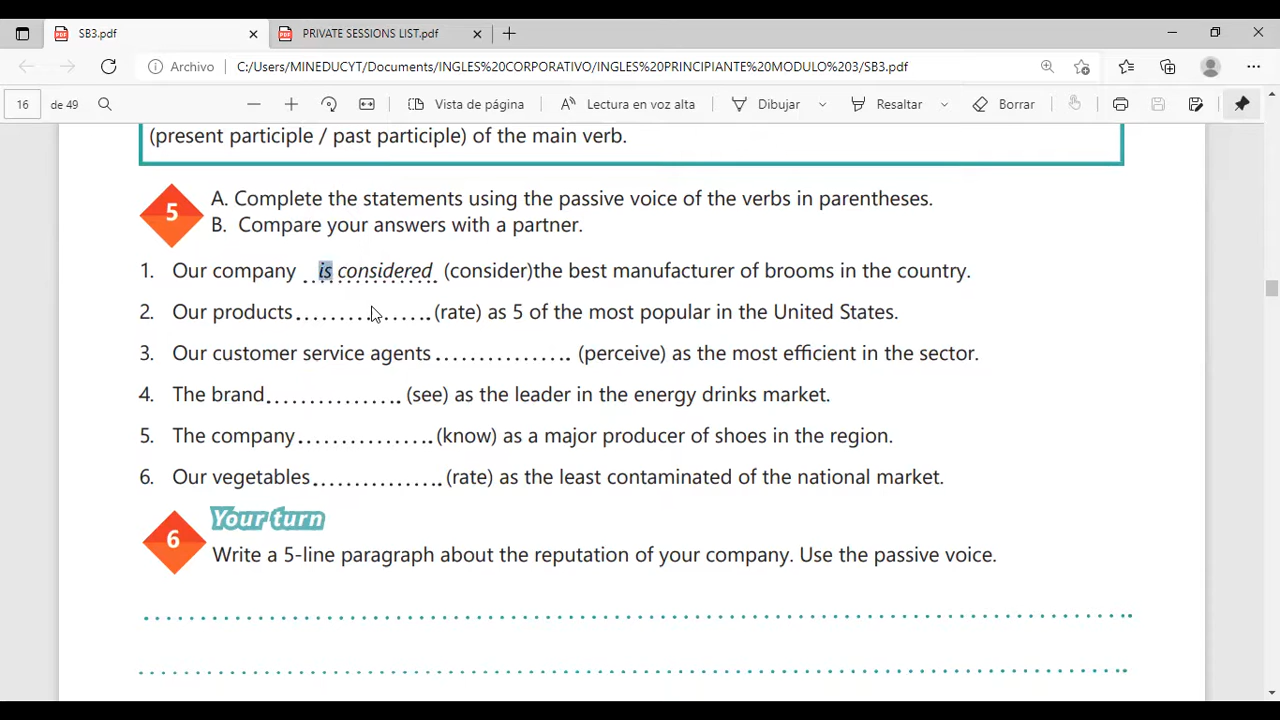 SB3.pdf
PRIVATE SESSIONS LIST.pdf
Archivo
C:/Users/MINEDUCYT/Documents/INGLES%20CORPORATIVO/INGLES%20PRINCIPIANTE%20MODULO%203/SB3.pdf
16 de 49
Vista de página
Lectura en voz alta
Dibujar
Resaltar
Borrar
(present participle / past participle) of the main verb.
5
A. Complete the statements using the passive voice of the verbs in parentheses.
B. Compare your answers with a partner.
1. Our company ..is considered.. (consider)the best manufacturer of brooms in the country.
2. Our products................ (rate) as 5 of the most popular in the United States.
3. Our customer service agents ................ (perceive) as the most efficient in the sector.
4. The brand................ (see) as the leader in the energy drinks market.
5. The company................ (know) as a major producer of shoes in the region.
6. Our vegetables................ (rate) as the least contaminated of the national market.
Your turn
6
Write a 5-line paragraph about the reputation of your company. Use the passive voice.